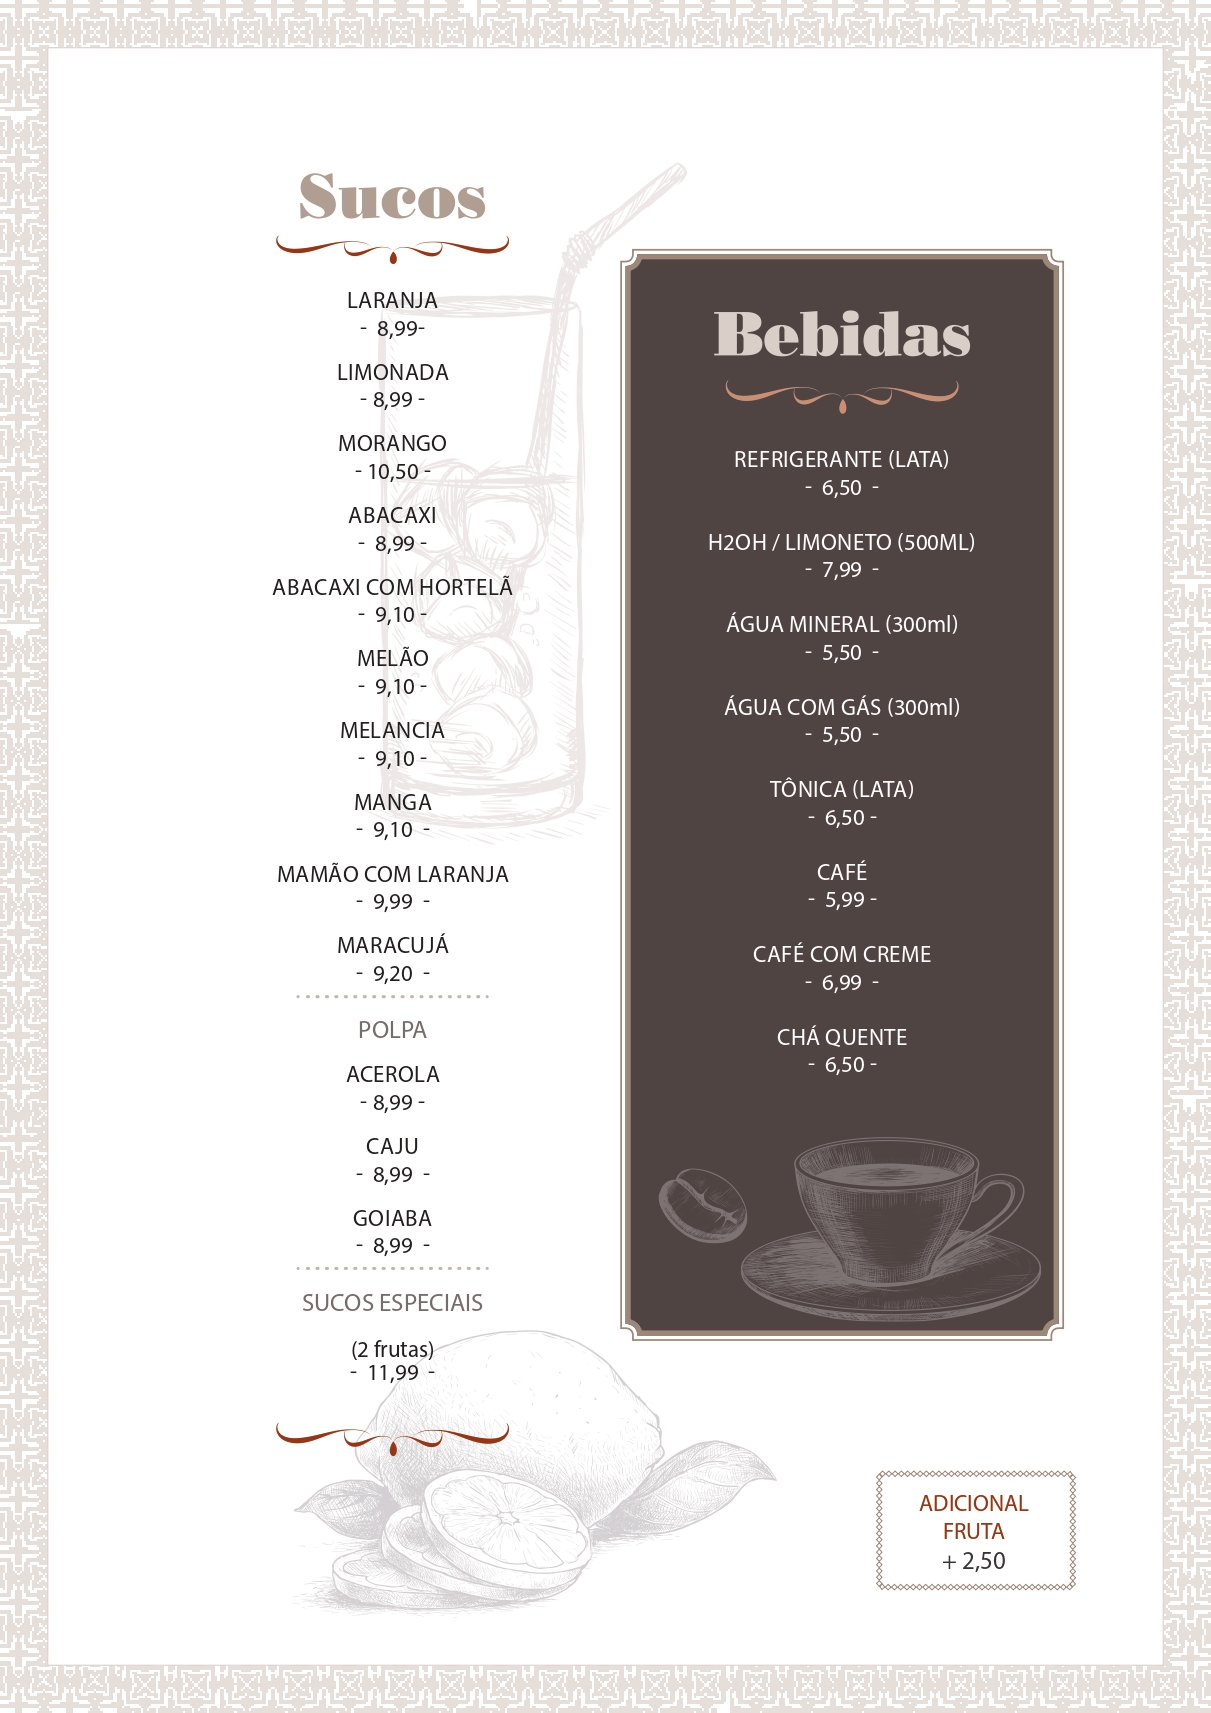 Sucos
LARANJA
- 8,99-
LIMONADA
- 8,99 -
MORANGO
- 10,50 -
ABACAXI
- 8,99 -
ABACAXI COM HORTELÃ
- 9,10 -
MELÃO
- 9,10 -
MELANCIA
- 9,10 -
MANGA
- 9,10 -
MAMÃO COM LARANJA
- 9,99 -
MARACUJÁ
- 9,20 -
POLPA
ACEROLA
- 8,99 -
CAJU
- 8,99 -
GOIABA
- 8,99 -
SUCOS ESPECIAIS
(2 frutas)
- 11,99 -
Bebidas
REFRIGERANTE (LATA)
- 6,50 -
H2OH / LIMONETO (500ML)
- 7,99 -
ÁGUA MINERAL (300ml)
- 5,50 -
ÁGUA COM GÁS (300ml)
- 5,50 -
TÔNICA (LATA)
- 6,50 -
CAFÉ
- 5,99 -
CAFÉ COM CREME
- 6,99 -
CHÁ QUENTE
- 6,50 -
ADICIONAL
FRUTA
+ 2,50